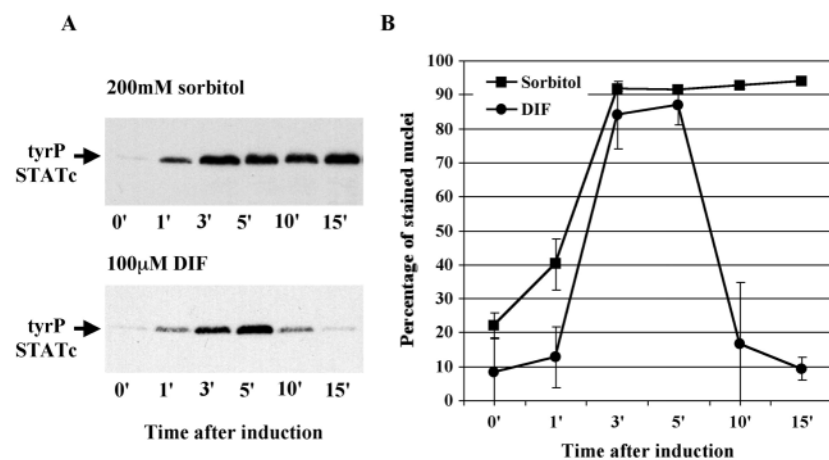 A
200mM sorbitol
tyrP
STATc
0' 1' 3' 5' 10' 15'
100μM DIF
tyrP
STATc
0' 1' 3' 5' 10' 15'
Time after induction
B
Percentage of stained nuclei
100
90
80
70
60
50
40
30
20
10
0
Sorbitol
DIF
0' 1' 3' 5' 10' 15'
Time after induction